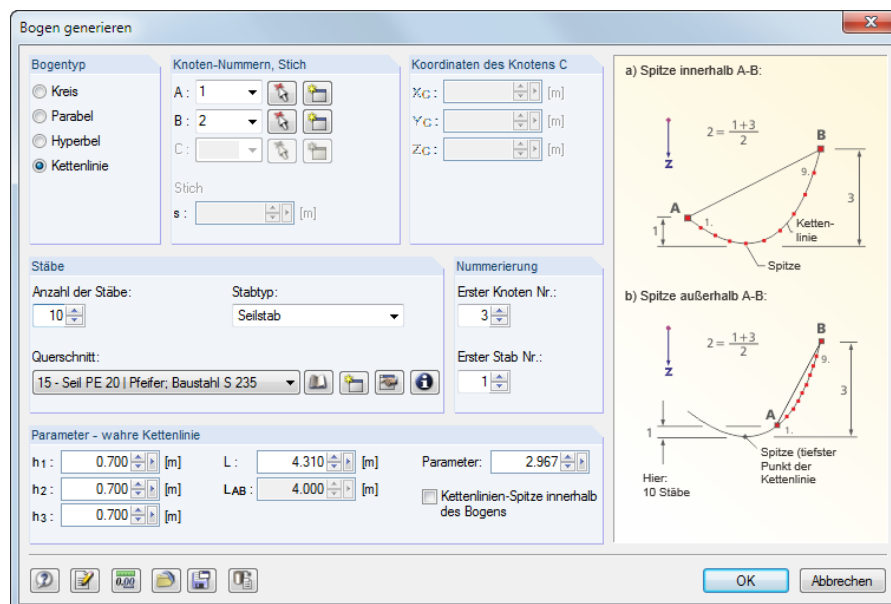 Bogen generieren
Bogentyp
Kreis
Parabel
Hyperbel
Kettenlinie
Knoten-Nummern, Stich
A : 1
B : 2
C :
Stich
s : [m]
Koordinaten des Knotens C
XC : [m]
YC : [m]
ZC : [m]
Stäbe
Anzahl der Stäbe:
10
Stabtyp:
Seilstab
Querschnitt:
15 - Seil PE 20 | Pfeifer; Baustahl S 235
Nummerierung
Erster Knoten Nr.:
3
Erster Stab Nr.:
1
Parameter - wahre Kettenlinie
h1 : 0.700 [m]
h2 : 0.700 [m]
h3 : 0.700 [m]
L : 4.310 [m]
LAB : 4.000 [m]
Parameter: 2.967
Kettenlinien-Spitze innerhalb
des Bogens
a) Spitze innerhalb A-B:
Z
2 = 1+3
2
B
9.
3
A
1.
1
Ketten-
linie
Spitze
b) Spitze außerhalb A-B:
Z
2 = 1+3
2
B
9.
3
A
1.
1
Spitze (tiefster
Punkt der
Kettenlinie
Hier:
10 Stäbe
0.00
OK
Abbrechen